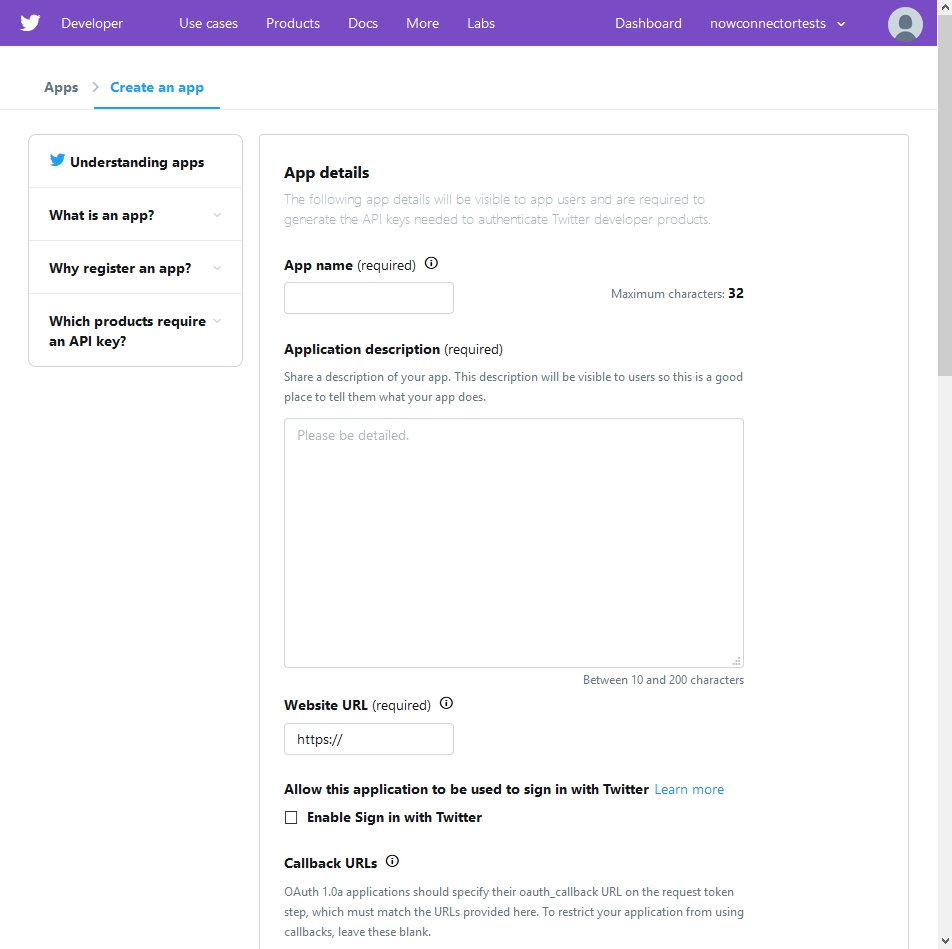 Developer Use cases Products Docs More Labs Dashboard nowconnectortests
Apps Create an app
Understanding apps
What is an app?
Why register an app?
Which products require
an API key?
App details
The following app details will be visible to app users and are required to
generate the API keys needed to authenticate Twitter developer products.
App name (required)
Maximum characters: 32
Application description (required)
Share a description of your app. This description will be visible to users so this is a good
place to tell them what your app does.
Please be detailed.
Between 10 and 200 characters
Website URL (required)
https://
Allow this application to be used to sign in with Twitter Learn more
Enable Sign in with Twitter
Callback URLs
OAuth 1.0a applications should specify their oauth_callback URL on the request token
step, which must match the URLs provided here. To restrict your application from using
callbacks, leave these blank.